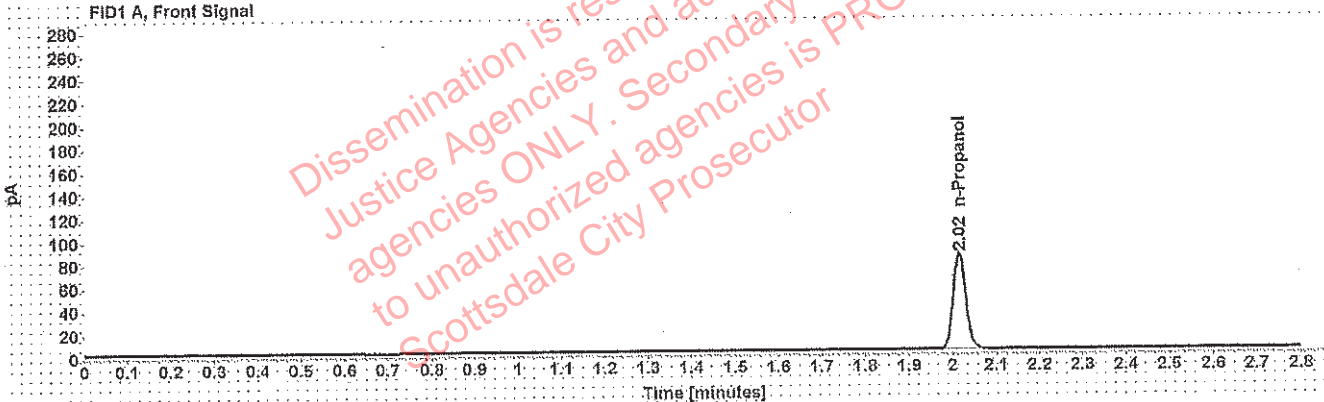 FID1 A, Front Signal
280
260
240
220
200
180
160
140
120
100
80
60
40
20
0
pA
2.02 n-Propanol
0 0.1 0.2 0.3 0.4 0.5 0.6 0.7 0.8 0.9 1 1.1 1.2 1.3 1.4 1.5 1.6 1.7 1.8 1.9 2 2.1 2.2 2.3 2.4 2.5 2.6 2.7 2.8
Time [minutes]
Dissemination is
Justice Agencies and
agencies ONLY. Secondary
to unauthorized agencies is
Scottsdale City Prosecutor